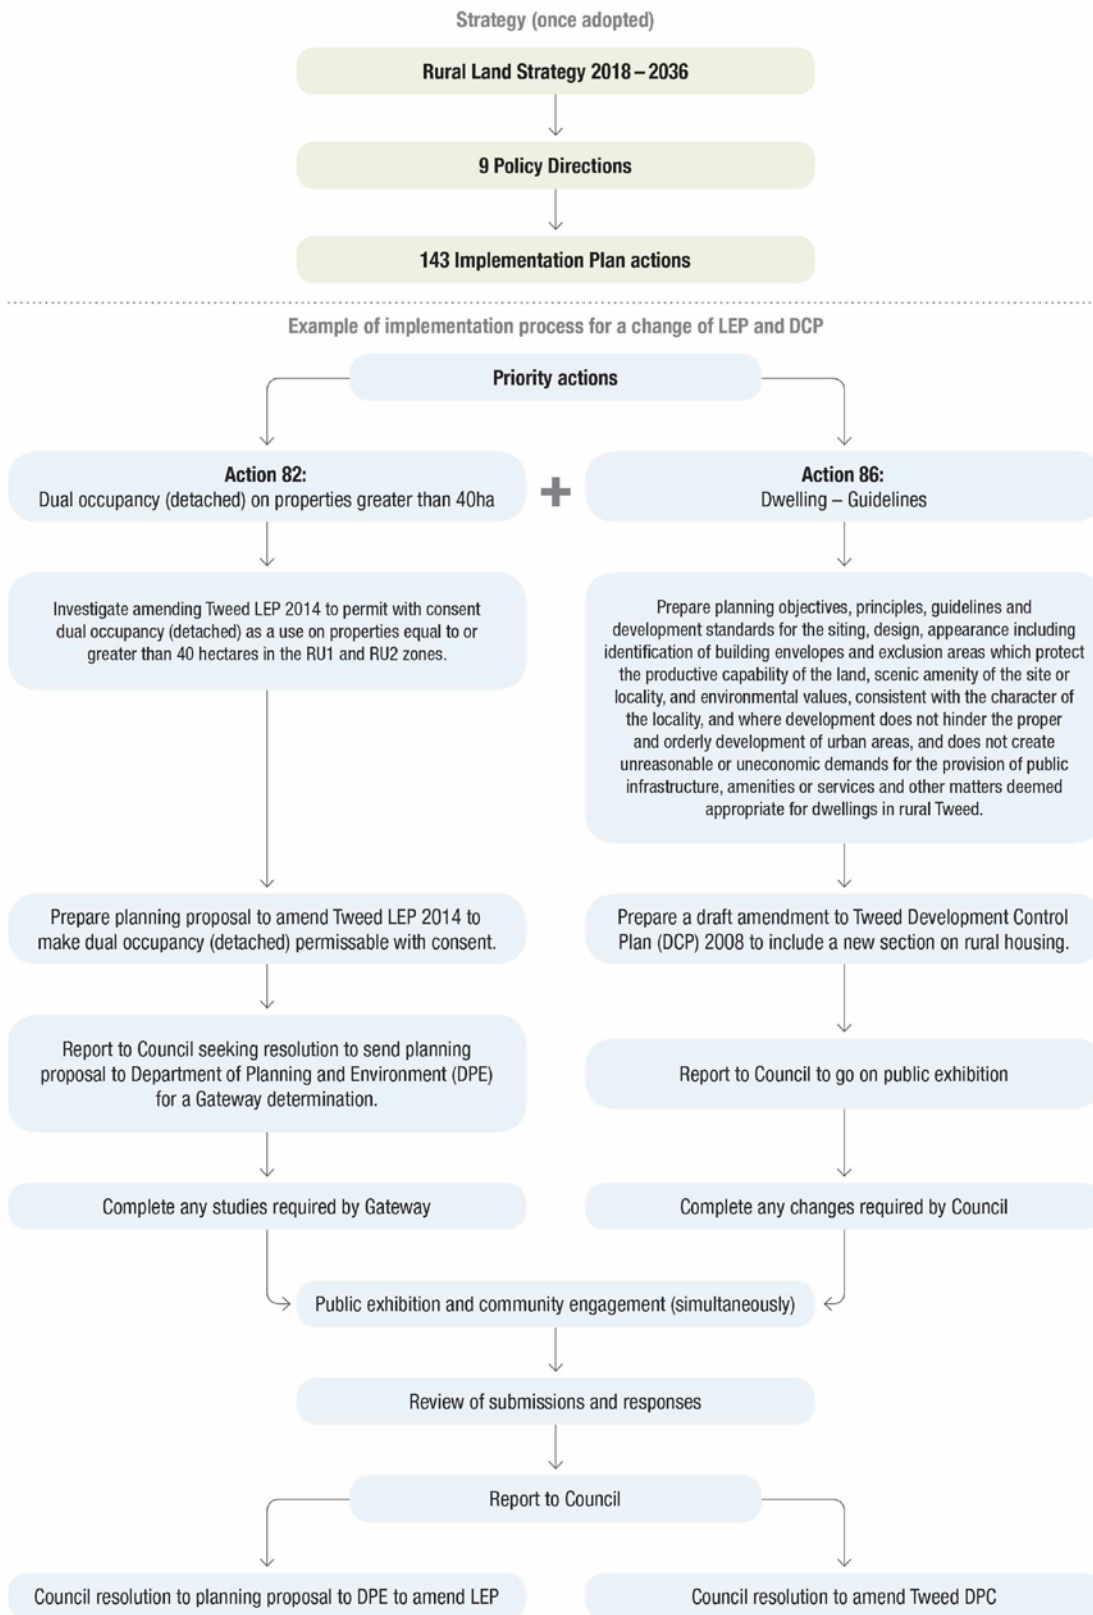 Strategy (once adopted)
Rural Land Strategy 2018 – 2036
9 Policy Directions
143 Implementation Plan actions
Example of implementation process for a change of LEP and DCP
Priority actions
Action 82:
Dual occupancy (detached) on properties greater than 40ha
+
Action 86:
Dwelling – Guidelines
Investigate amending Tweed LEP 2014 to permit with consent
dual occupancy (detached) as a use on properties equal to or
greater than 40 hectares in the RU1 and RU2 zones.
Prepare planning objectives, principles, guidelines and
development standards for the siting, design, appearance including
identification of building envelopes and exclusion areas which protect
the productive capability of the land, scenic amenity of the site or
locality, and environmental values, consistent with the character of
the locality, and where development does not hinder the proper
and orderly development of urban areas, and does not create
unreasonable or uneconomic demands for the provision of public
infrastructure, amenities or services and other matters deemed
appropriate for dwellings in rural Tweed.
Prepare planning proposal to amend Tweed LEP 2014 to
make dual occupancy (detached) permissable with consent.
Prepare a draft amendment to Tweed Development Control
Plan (DCP) 2008 to include a new section on rural housing.
Report to Council seeking resolution to send planning
proposal to Department of Planning and Environment (DPE)
for a Gateway determination.
Report to Council to go on public exhibition
Complete any studies required by Gateway
Complete any changes required by Council
Public exhibition and community engagement (simultaneously)
Review of submissions and responses
Report to Council
Council resolution to planning proposal to DPE to amend LEP
Council resolution to amend Tweed DPC